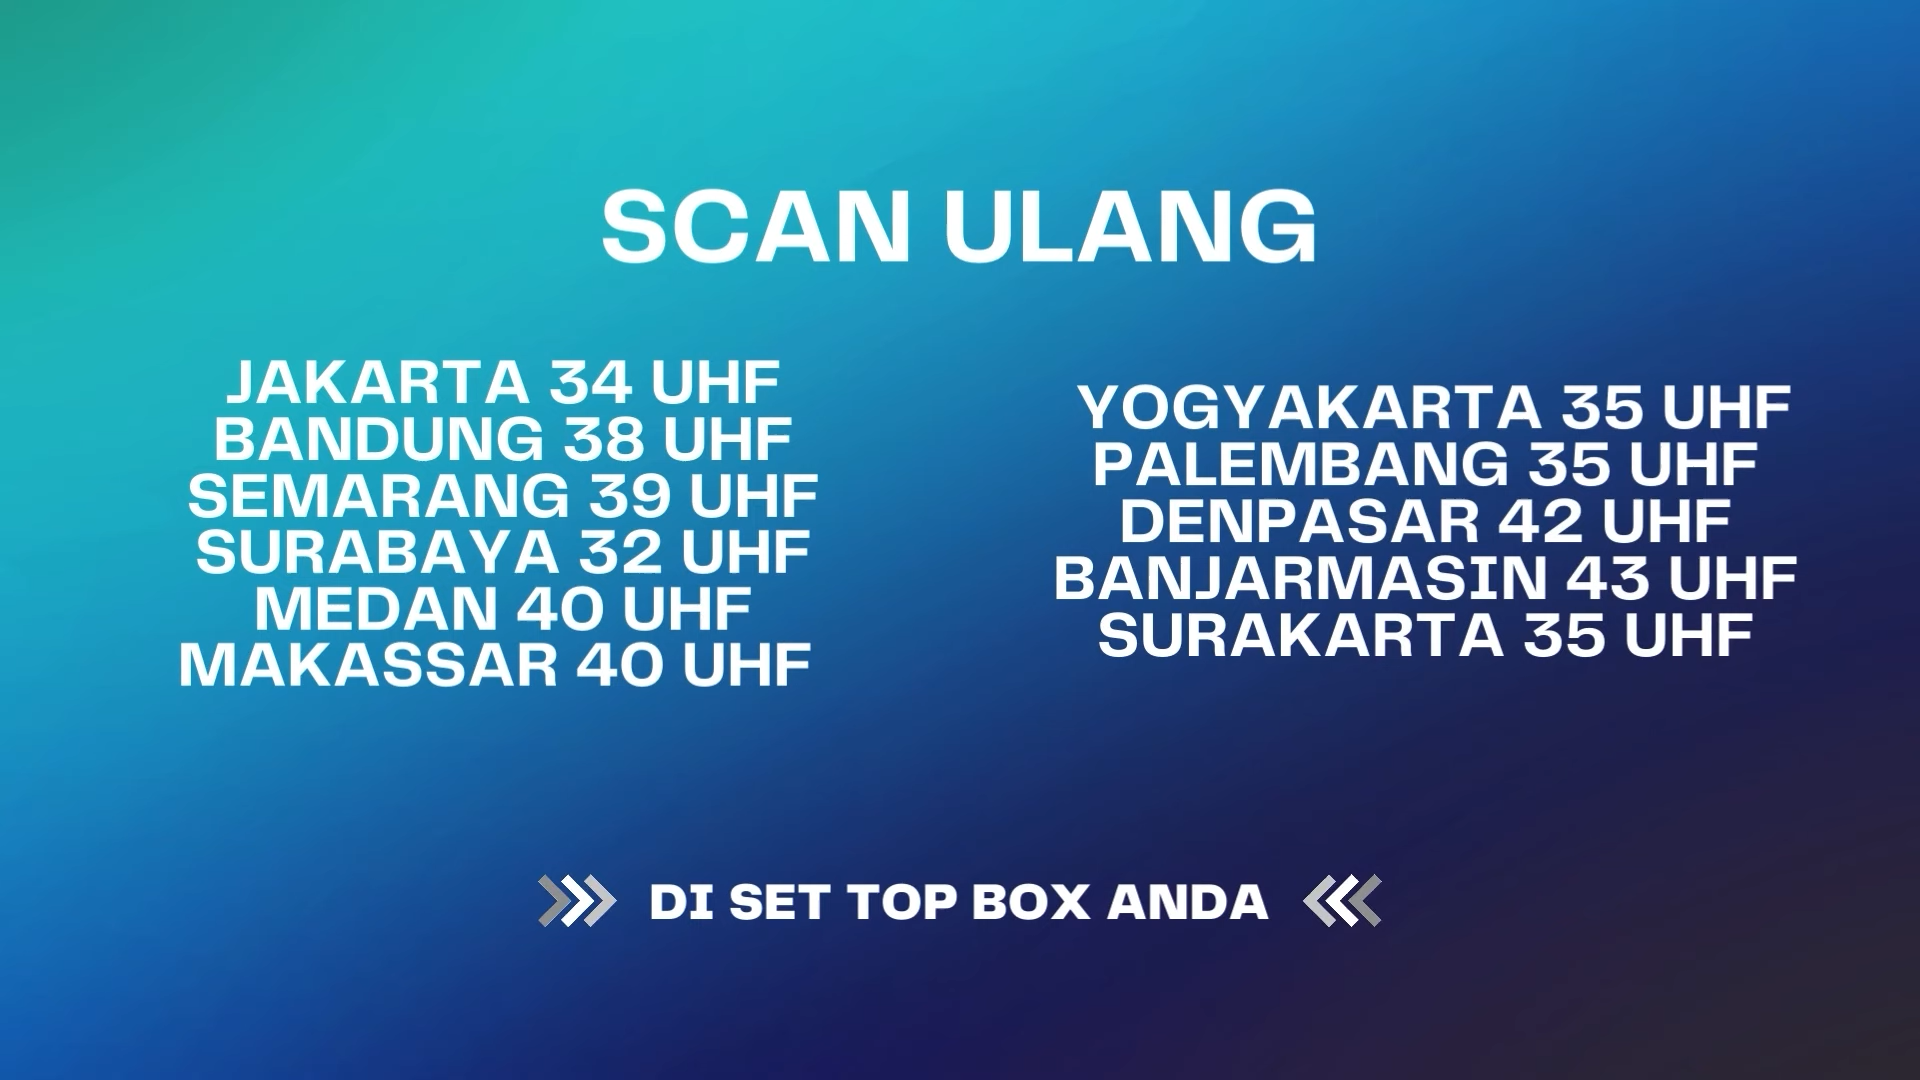 SCAN ULANG
JAKARTA 34 UHF
BANDUNG 38 UHF
SEMARANG 39 UHF
SURABAYA 32 UHF
MEDAN 40 UHF
MAKASSAR 40 UHF
YOGYAKARTA 35 UHF
PALEMBANG 35 UHF
DENPASAR 42 UHF
BANJARMASIN 43 UHF
SURAKARTA 35 UHF
DI SET TOP BOX ANDA